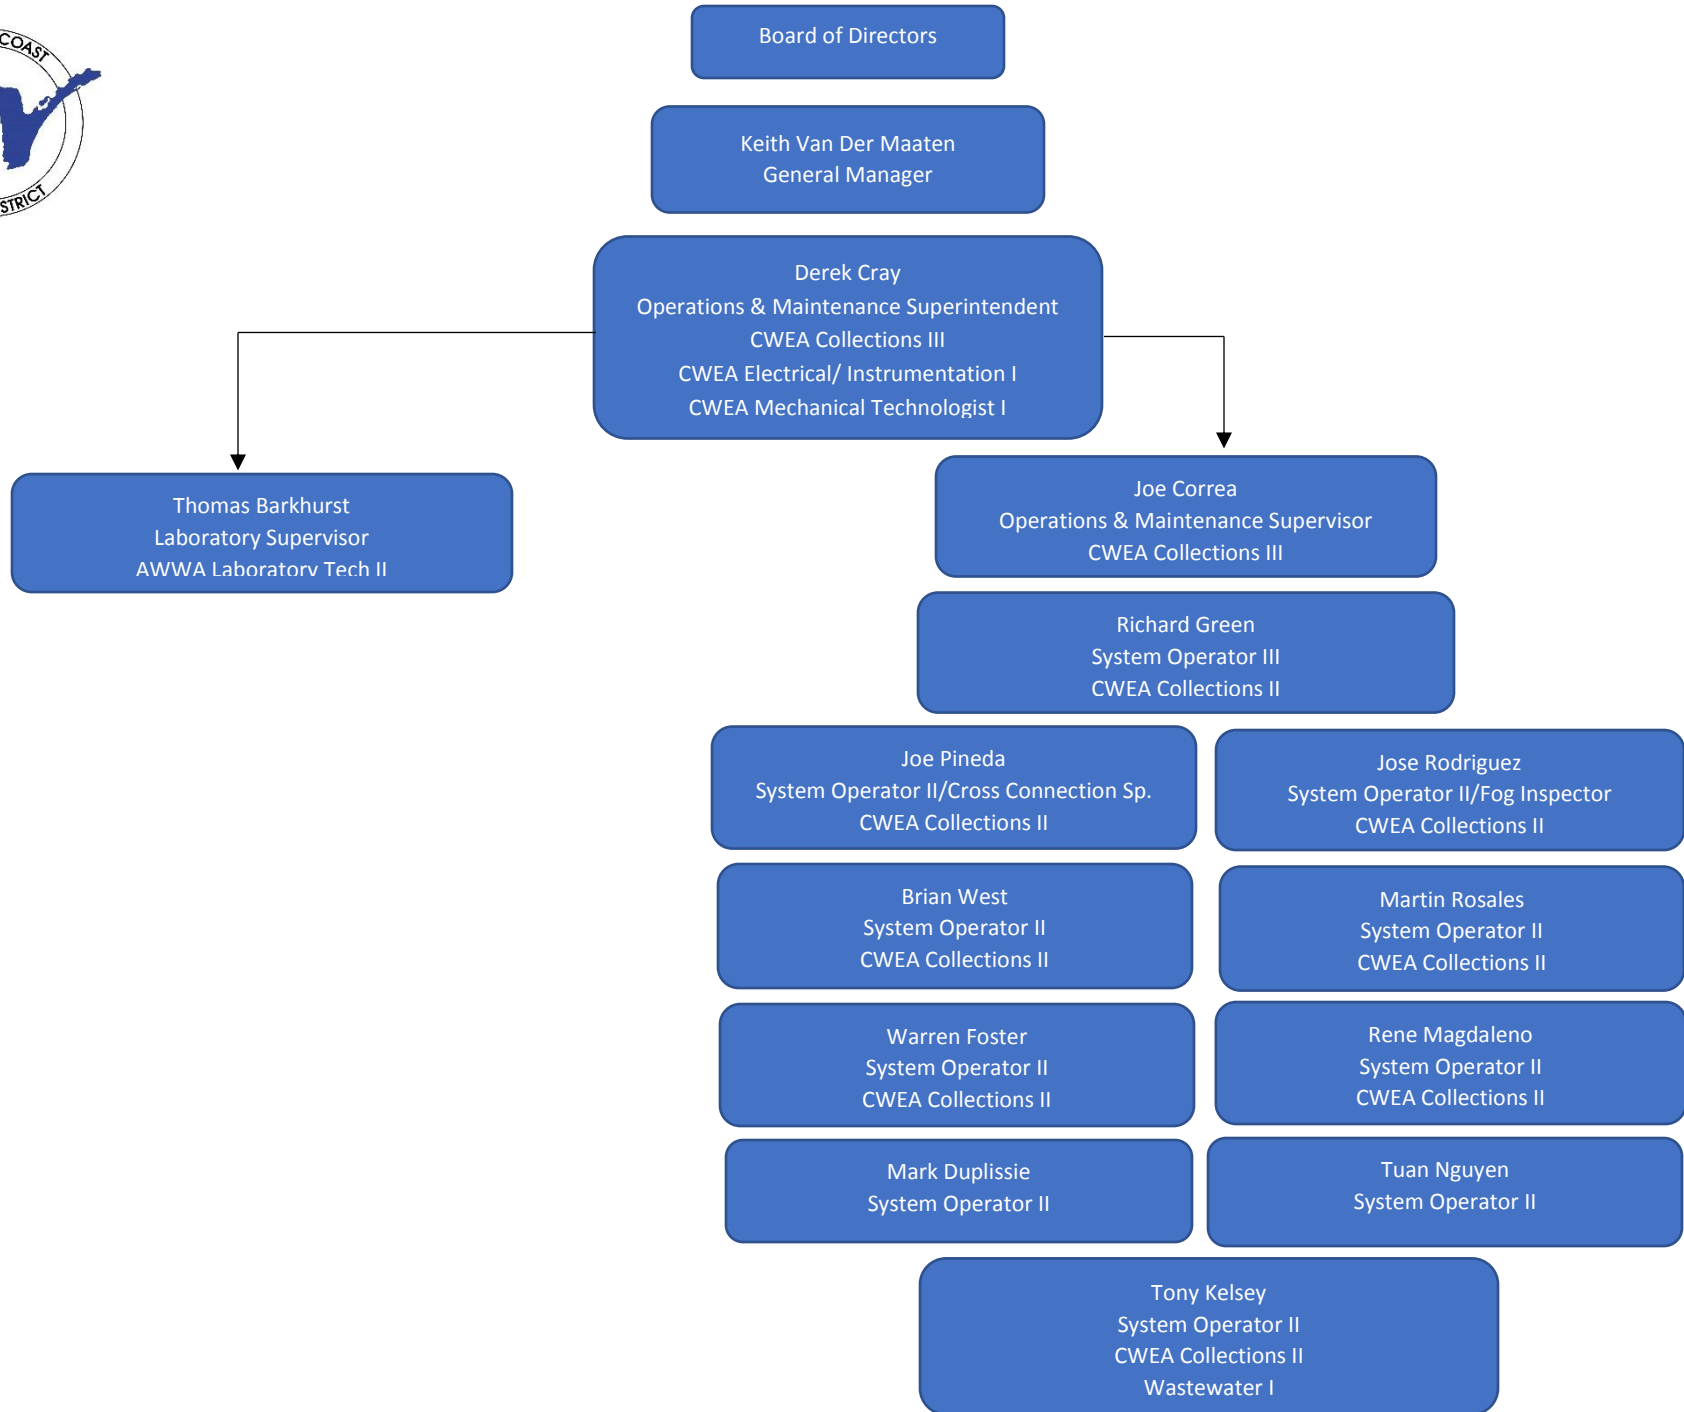 COAST
STRICT
Board of Directors
Keith Van Der Maaten
General Manager
Derek Cray
Operations & Maintenance Superintendent
CWEA Collections III
CWEA Electrical/ Instrumentation I
CWEA Mechanical Technologist I
Thomas Barkhurst
Laboratory Supervisor
AWWA Laboratory Tech II
Joe Correa
Operations & Maintenance Supervisor
CWEA Collections III
Richard Green
System Operator III
CWEA Collections II
Joe Pineda
System Operator II/Cross Connection Sp.
CWEA Collections II
Jose Rodriguez
System Operator II/Fog Inspector
CWEA Collections II
Brian West
System Operator II
CWEA Collections II
Martin Rosales
System Operator II
CWEA Collections II
Warren Foster
System Operator II
CWEA Collections II
Rene Magdaleno
System Operator II
CWEA Collections II
Mark Duplissie
System Operator II
Tuan Nguyen
System Operator II
Tony Kelsey
System Operator II
CWEA Collections II
Wastewater I